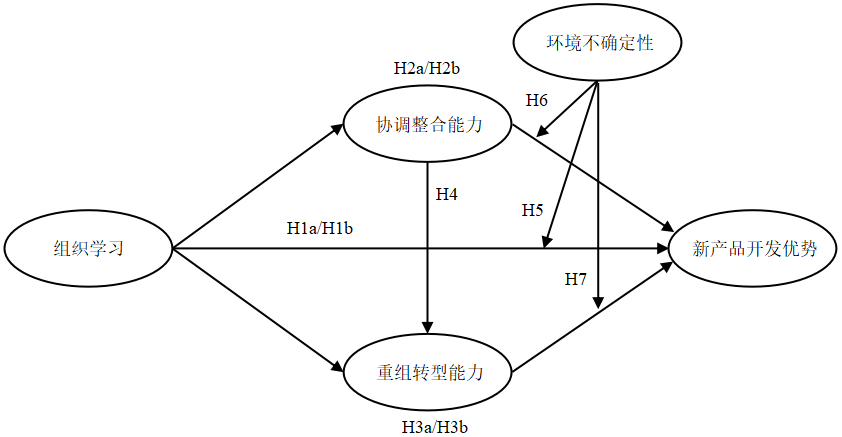 环境不确定性
H2a/H2b
H6
协调整合能力
H4
H5
H1a/H1b
组织学习
新产品开发优势
H7
重组转型能力
H3a/H3b